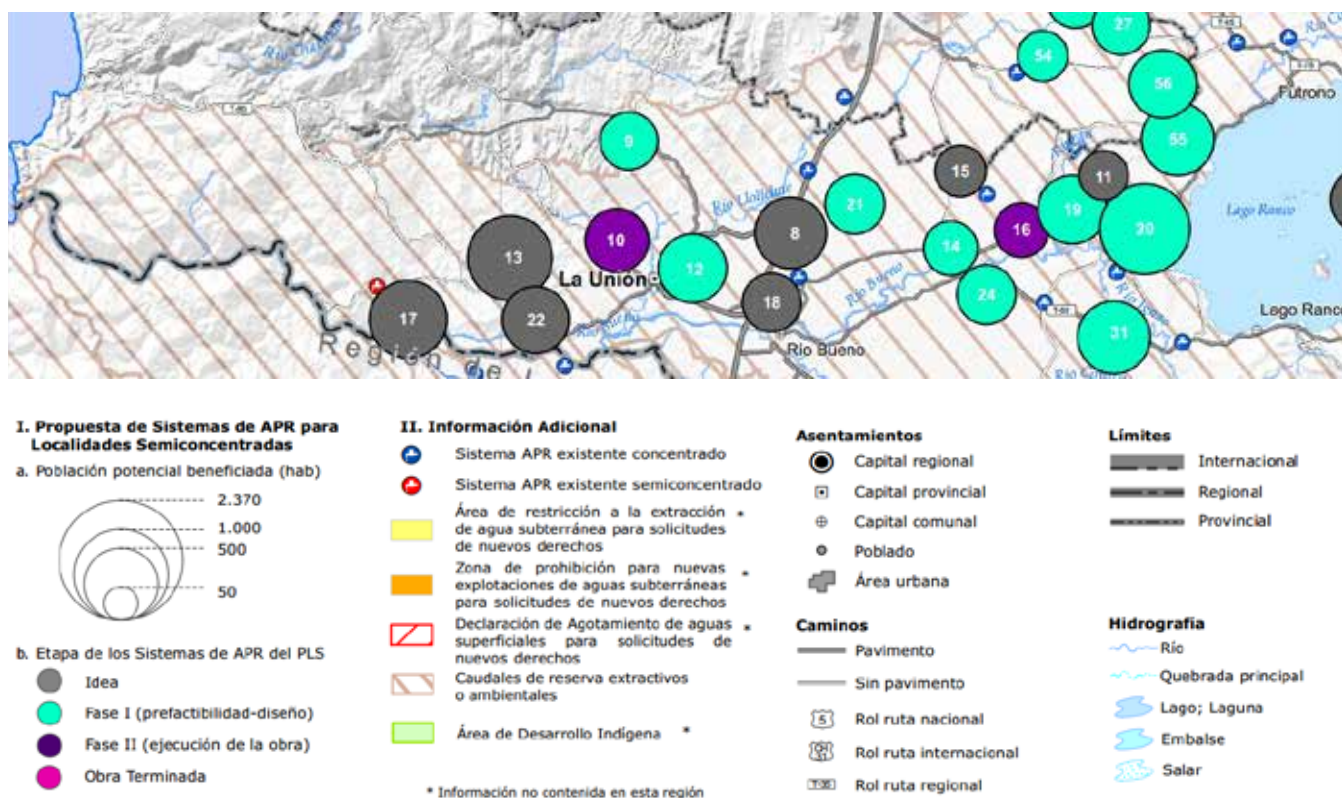 27
T-45
54
Río C
T-60
56
Futrono
9
55
15
11
Río Llollelhue
21
19
Lago Ranco
16
20
10
8
13
14
12
La Unión
24
18
Río Bueno
17
22
31
Lago Ranco
Río Bueno
Región de l
I. Propuesta de Sistemas de APR para
Localidades Semiconcentradas
a. Población potencial beneficiada (hab)
2.370
1.000
500
50
b. Etapa de los Sistemas de APR del PLS
Idea
Fase I (prefactibilidad-diseño)
Fase II (ejecución de la obra)
Obra Terminada
II. Información Adicional
Sistema APR existente concentrado
Sistema APR existente semiconcentrado
Área de restricción a la extracción *
de agua subterránea para solicitudes
de nuevos derechos
Zona de prohibición para nuevas
explotaciones de aguas subterráneas *
para solicitudes de nuevos derechos
Declaración de Agotamiento de aguas
superficiales para solicitudes de *
nuevos derechos
Caudales de reserva extractivos
o ambientales
Área de Desarrollo Indígena *
* Información no contenida en esta región
Asentamientos
Capital regional
Capital provincial
Capital comunal
Poblado
Área urbana
Caminos
Pavimento
Sin pavimento
5 Rol ruta nacional
CH Rol ruta internacional
T-35 Rol ruta regional
Límites
Internacional
Regional
Provincial
Hidrografía
Río
Quebrada principal
Lago; Laguna
Embalse
Salar